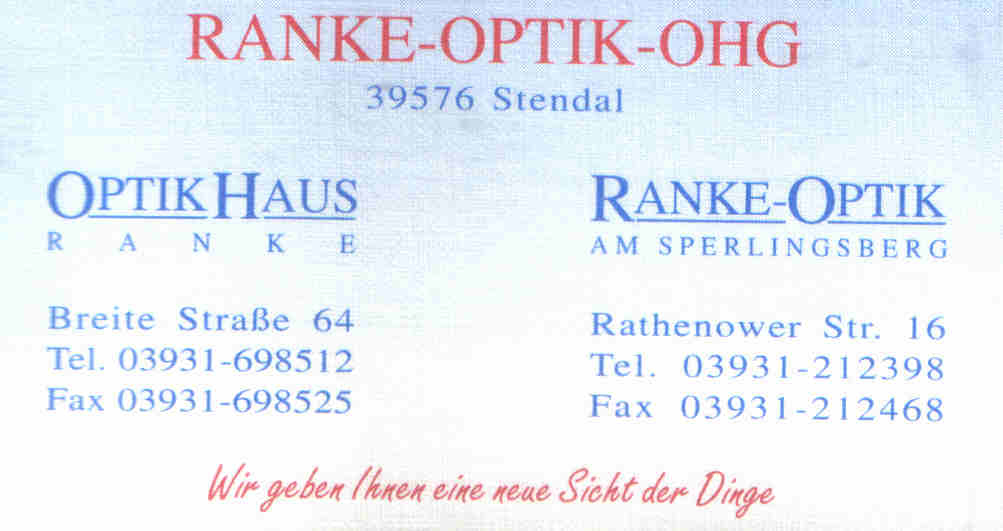 RANKE-OPTIK-OHG
39576 Stendal
OPTIKHAUS
RANKE
Breite Straße 64
Tel. 03931-698512
Fax 03931-698525
RANKE-OPTIK
AM SPERLINGSBERG
Rathenower Str. 16
Tel. 03931-212398
Fax 03931-212468
Wir geben Ihnen eine neue Sicht der Dinge